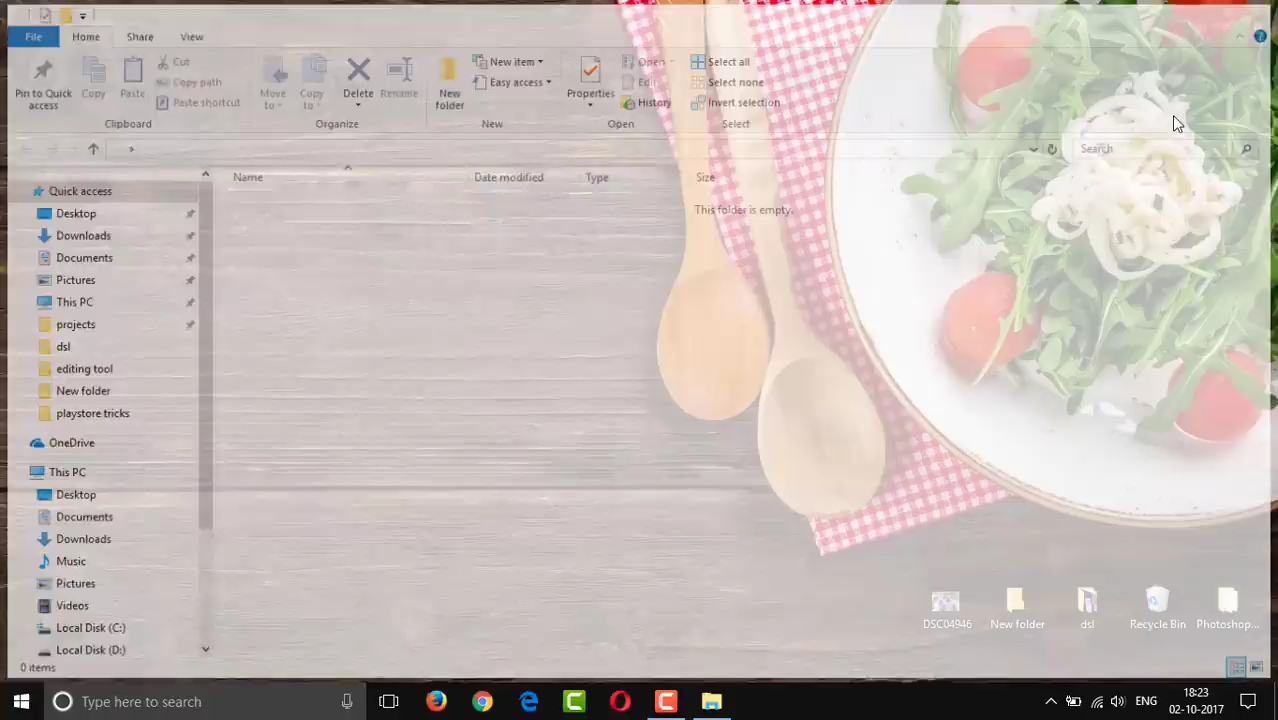 File
Home
Share
View
Pin to Quick access
Copy
Paste
Cut
Copy path
Paste shortcut
Clipboard
Move to
Copy to
Delete
Rename
Organize
New folder
New item
Easy access
New
Properties
Open
Edit
History
Open
Select all
Select none
Invert selection
Select
Search
Name
Date modified
Type
Size
This folder is empty.
Quick access
Desktop
Downloads
Documents
Pictures
This PC
projects
dsl
editing tool
New folder
playstore tricks
OneDrive
This PC
Desktop
Documents
Downloads
Music
Pictures
Videos
Local Disk (C:)
Local Disk (D:)
0 items
DSC04946
New folder
dsl
Recycle Bin
Photoshop...
Type here to search
ENG
18:23
02-10-2017